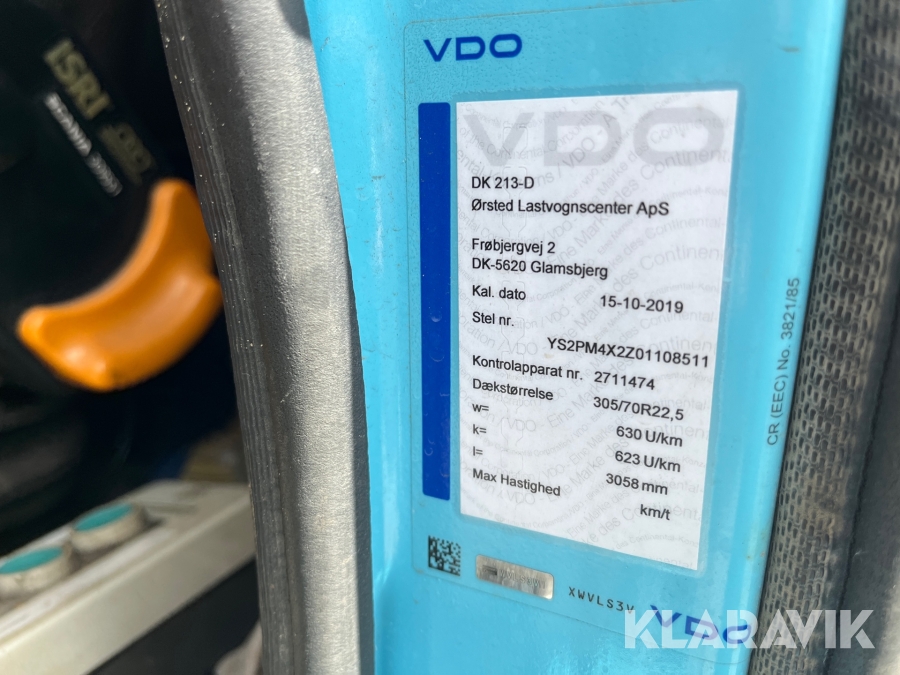 ISRI
VDO
VDO
DK 213-D
Ørsted Lastvognscenter ApS
Frøbjergvej 2
DK-5620 Glamsbjerg
Kal. dato 15-10-2019
Stel nr.
YS2PM4X2Z01108511
Kontrolapparat nr. 2711474
Dækstørrelse 305/70R22,5
w= 630 U/km
k= 623 U/km
l= 3058 mm
Max Hastighed km/t
CR (EEC) No. 3821/85
XWVLS3V
VDO
KLARAVIK